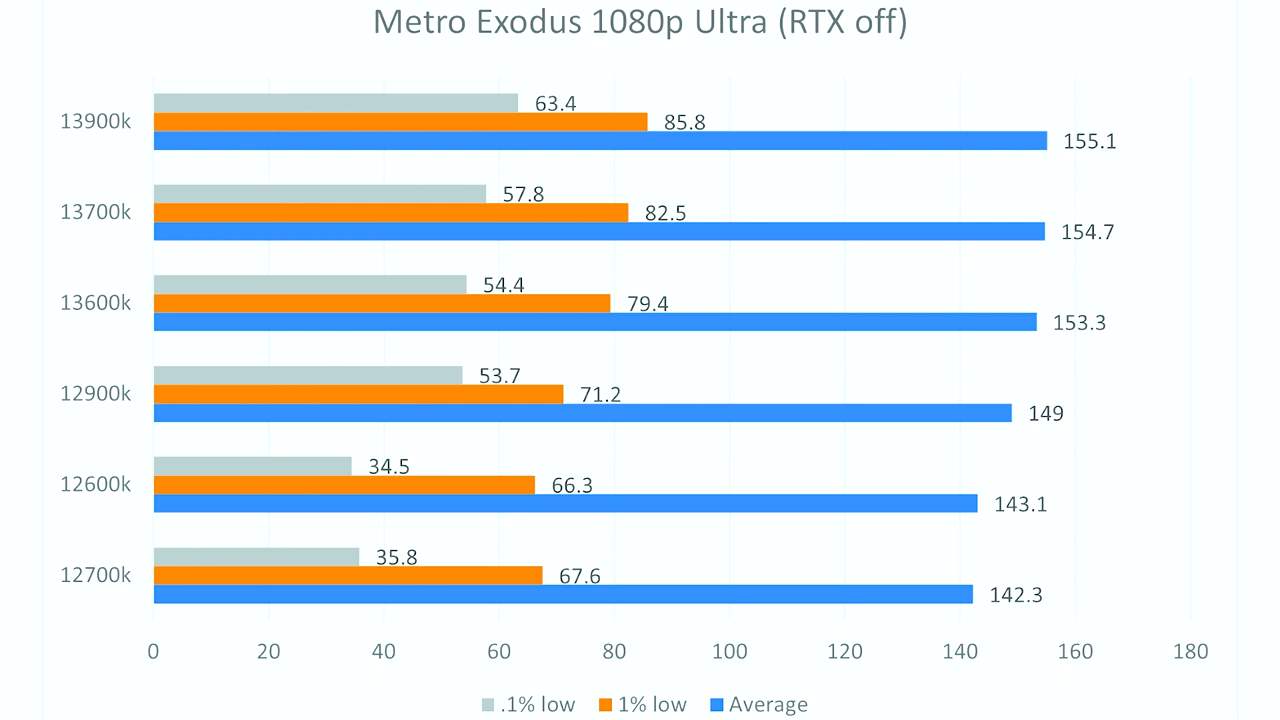 Metro Exodus 1080p Ultra (RTX off)
13900k
63.4
85.8
155.1
13700k
57.8
82.5
154.7
13600k
54.4
79.4
153.3
12900k
53.7
71.2
149
12600k
34.5
66.3
143.1
12700k
35.8
67.6
142.3
0 20 40 60 80 100 120 140 160 180
.1% low 1% low Average